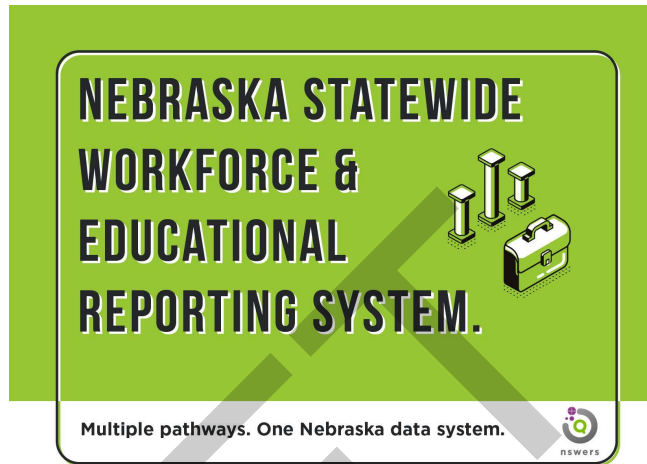 NEBRASKA STATEWIDE
WORKFORCE &
EDUCATIONAL
REPORTING SYSTEM.
Multiple pathways. One Nebraska data system.
nswers